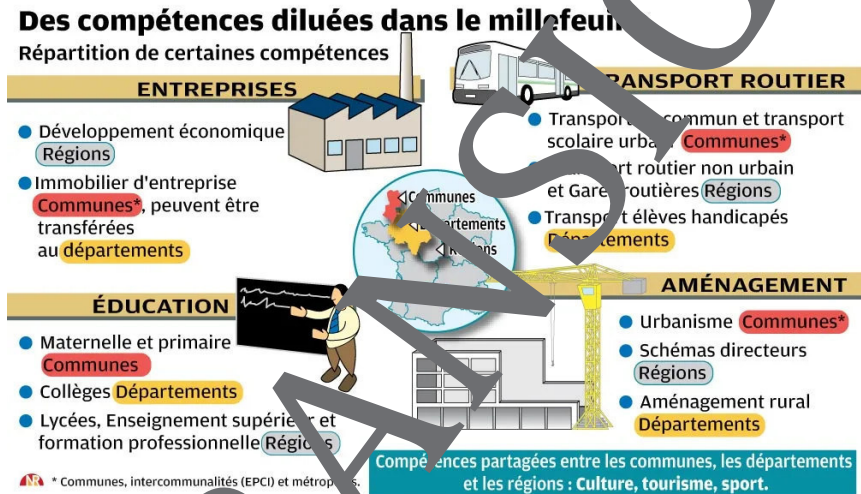 Des compétences diluées dans le
Répartition de certaines compétences
ENTREPRISES
Développement économique
Régions
Immobilier d'entreprise
Communes*, peuvent être
transférées
au départements
TRANSPORT ROUTIER
commun et transport
scolaire urbain Communes*
routier non urbain
et Gares routières Régions
Transport élèves handicapés
Départements
Communes
Départements
Régions
ÉDUCATION
Maternelle et primaire
Communes
Collèges Départements
Lycées, Enseignement supérieur et
formation professionnelle Régions
AMÉNAGEMENT
Urbanisme Communes*
Schémas directeurs
Régions
Aménagement rural
Départements
NR * Communes, intercommunalités (EPCI) et métropoles.
Compétences partagées entre les communes, les départements
et les régions : Culture, tourisme, sport.